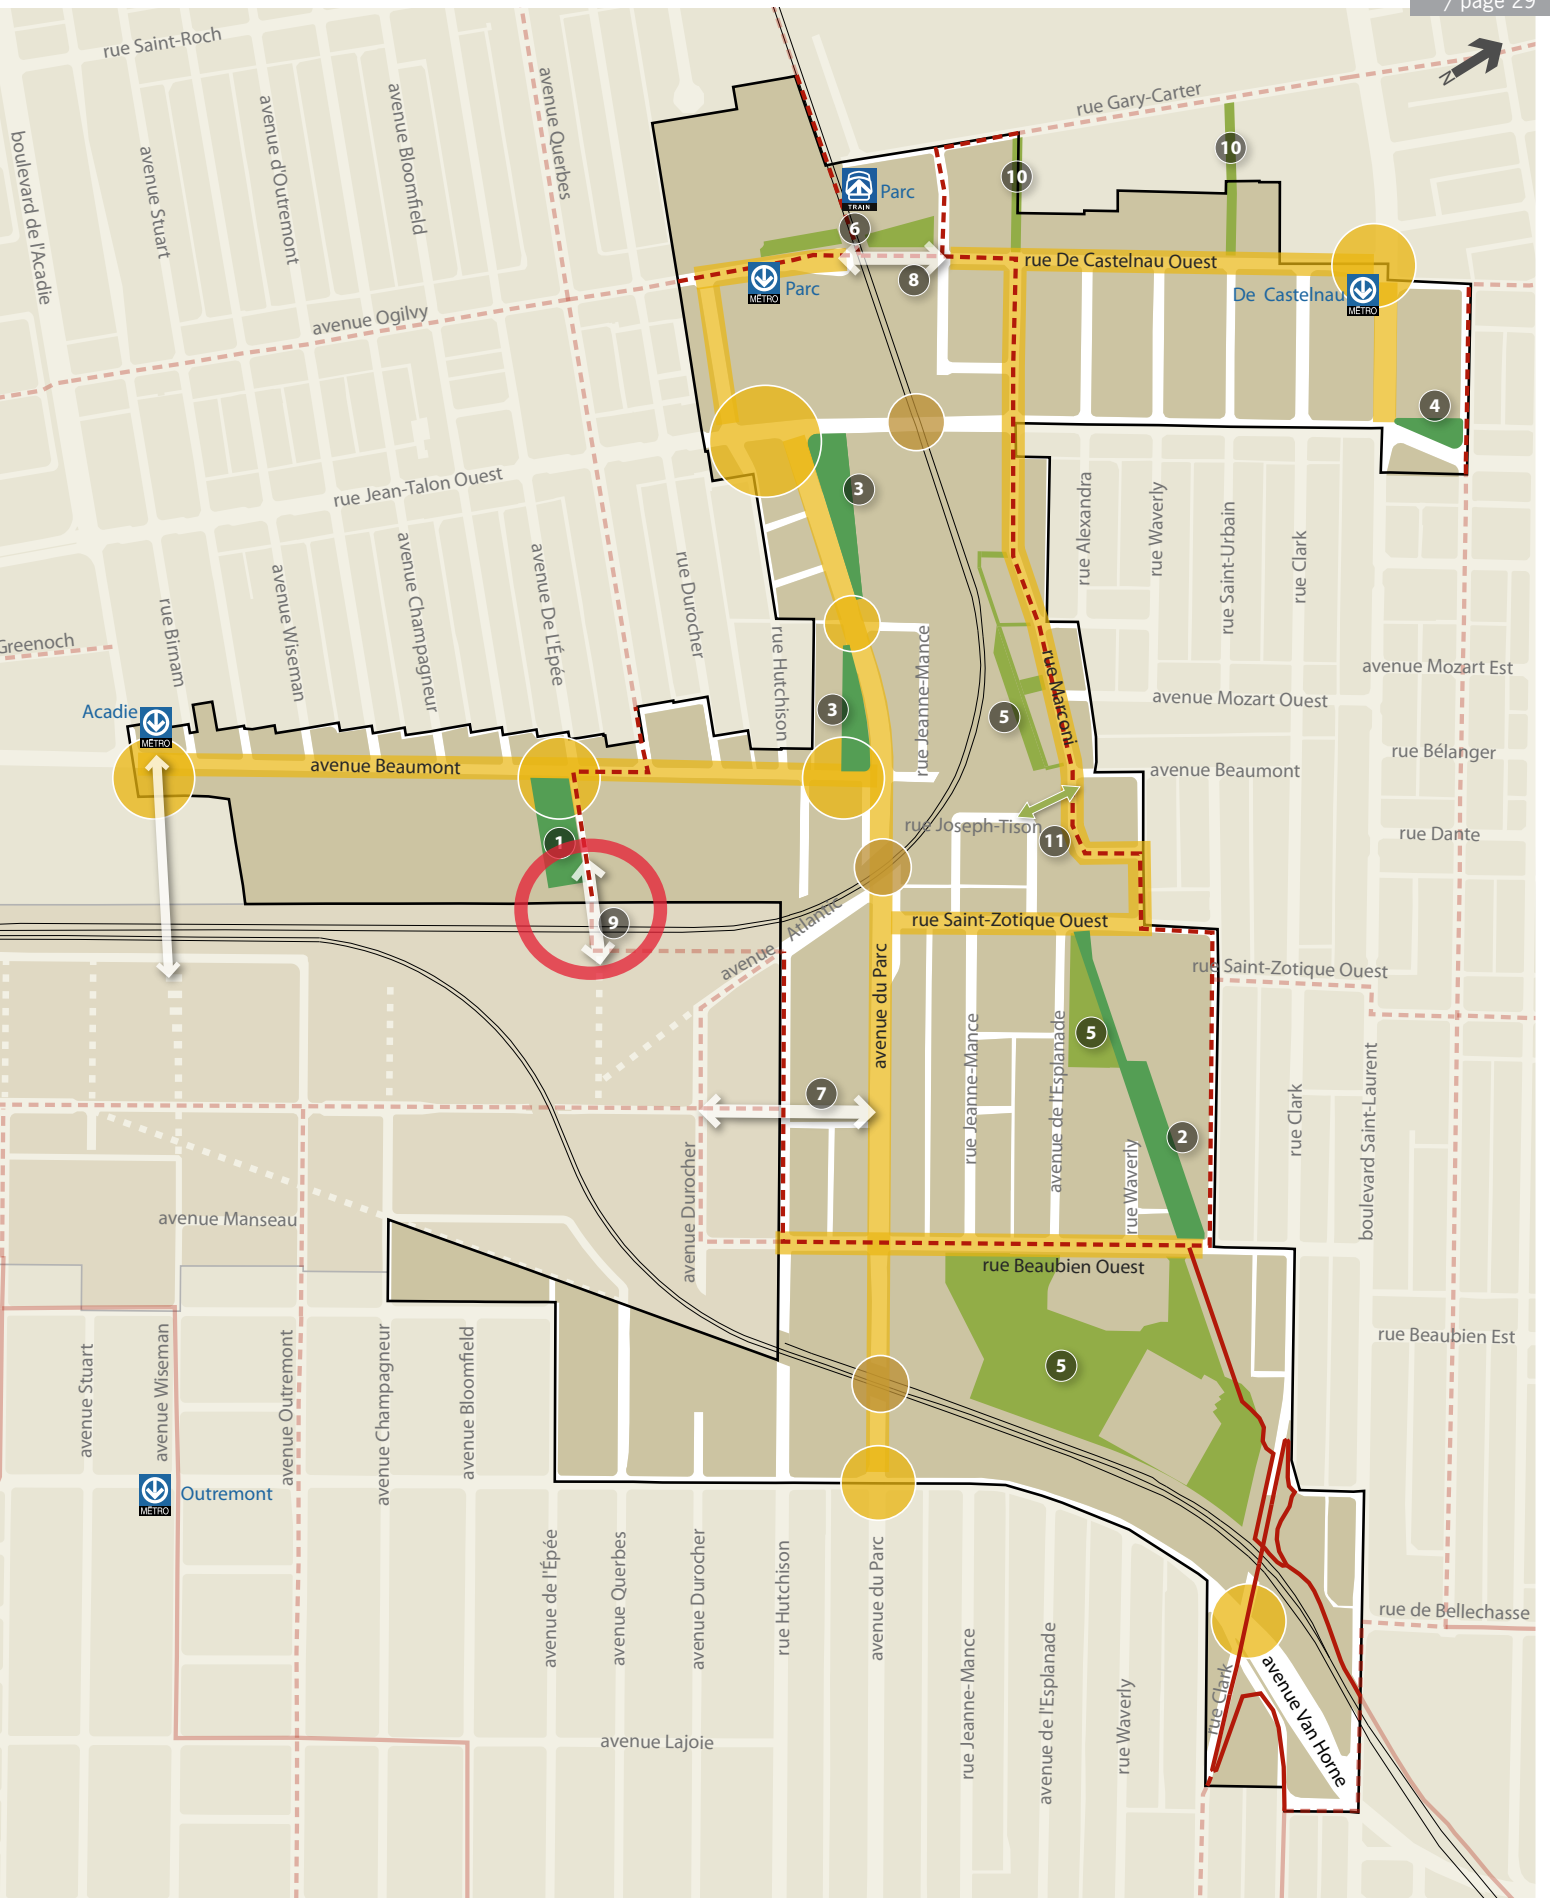 / page 29
rue Saint-Roch
N
boulevard de l'Acadie
avenue Stuart
avenue d'Outremont
avenue Bloomfield
avenue Querbes
rue Gary-Carter
10
10
TRAIN
Parc
6
8
MÉTRO
Parc
rue De Castelnau Ouest
De Castelnau
MÉTRO
avenue Ogilvy
4
rue Jean-Talon Ouest
3
rue Alexandra
rue Waverly
rue Saint-Urbain
rue Clark
Greenoch
rue Birnam
avenue Wiseman
avenue Champagneur
avenue De L'Épée
rue Durocher
rue Hutchison
rue Jeanne-Mance
rue Marconi
avenue Mozart Est
avenue Mozart Ouest
Acadie
MÉTRO
3
5
rue Bélanger
avenue Beaumont
avenue Beaumont
rue Joseph-Tison
11
rue Dante
1
9
avenue Atlantic
rue Saint-Zotique Ouest
rue Saint-Zotique Ouest
avenue du Parc
5
7
2
rue Jeanne-Mance
avenue de l'Esplanade
rue Waverly
rue Clark
boulevard Saint-Laurent
avenue Manseau
avenue Durocher
rue Beaubien Ouest
rue Beaubien Est
5
avenue Stuart
avenue Wiseman
avenue Outremont
avenue Champagneur
avenue Bloomfield
MÉTRO
Outremont
avenue de l'Épée
avenue Querbes
avenue Durocher
rue Hutchison
avenue du Parc
rue Jeanne-Mance
avenue de l'Esplanade
rue Waverly
rue Clark
avenue Van Horne
rue de Bellechasse
avenue Lajoie